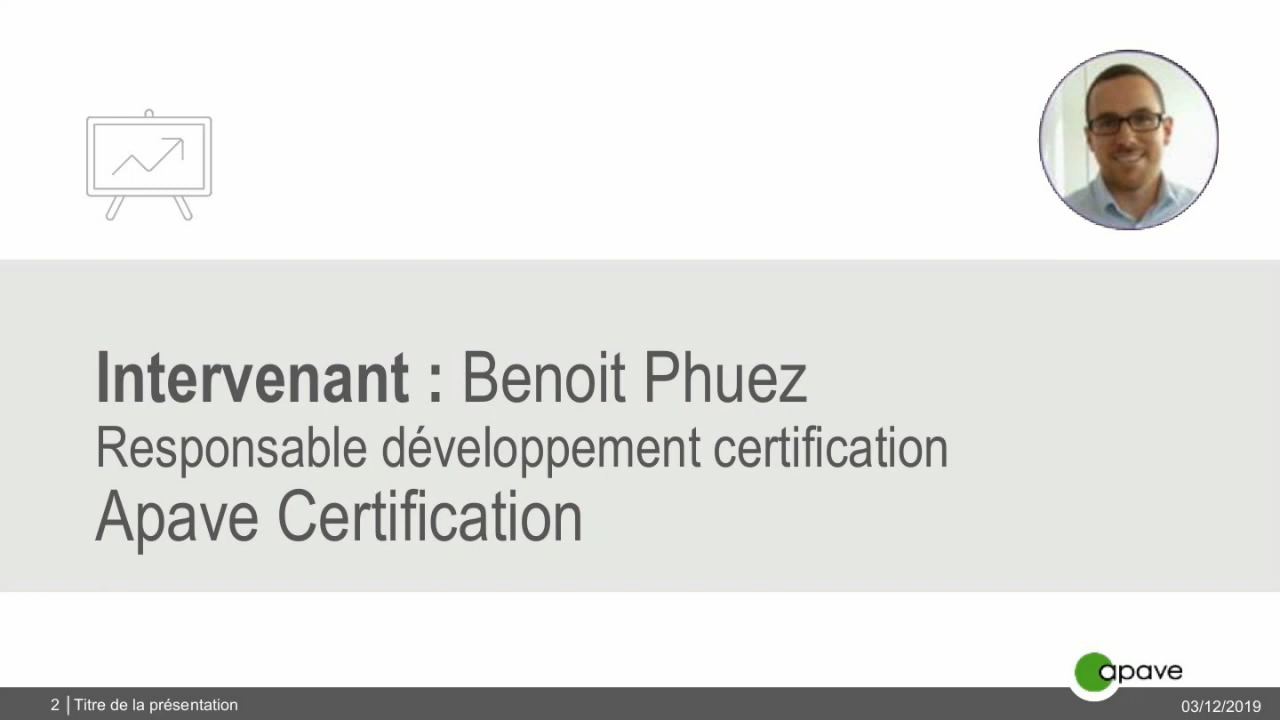 Intervenant : Benoit Phuez
Responsable développement certification
Apave Certification
apave
2 | Titre de la présentation
03/12/2019